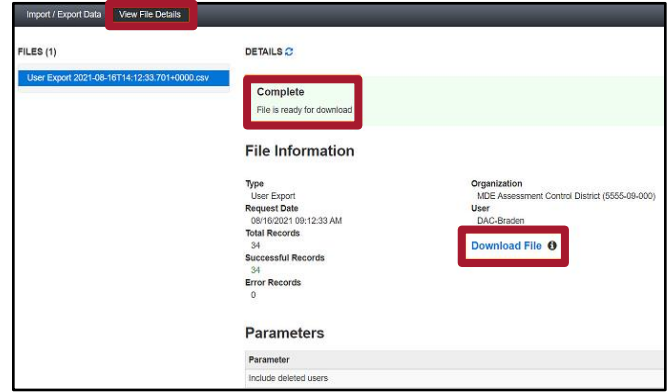 Import / Export Data View File Details
FILES (1)
User Export 2021-08-16T14:12:33.701+0000.csv
DETAILS
Complete
File is ready for download
File Information
Type
User Export
Request Date
08/16/2021 09:12:33 AM
Total Records
34
Successful Records
34
Error Records
0
Organization
MDE Assessment Control District (5555-09-000)
User
DAC-Braden
Download File
Parameters
Parameter
Include deleted users